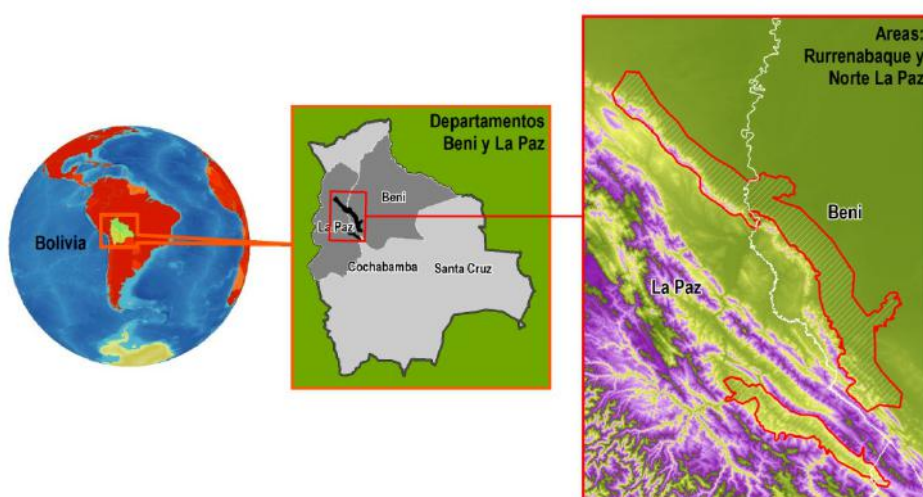 Bolivia
Departamentos
Beni y La Paz
Beni
La Paz
Cochabamba
Santa Cruz
Areas:
Rurrenabaque y
Norte La Paz
Beni
La Paz